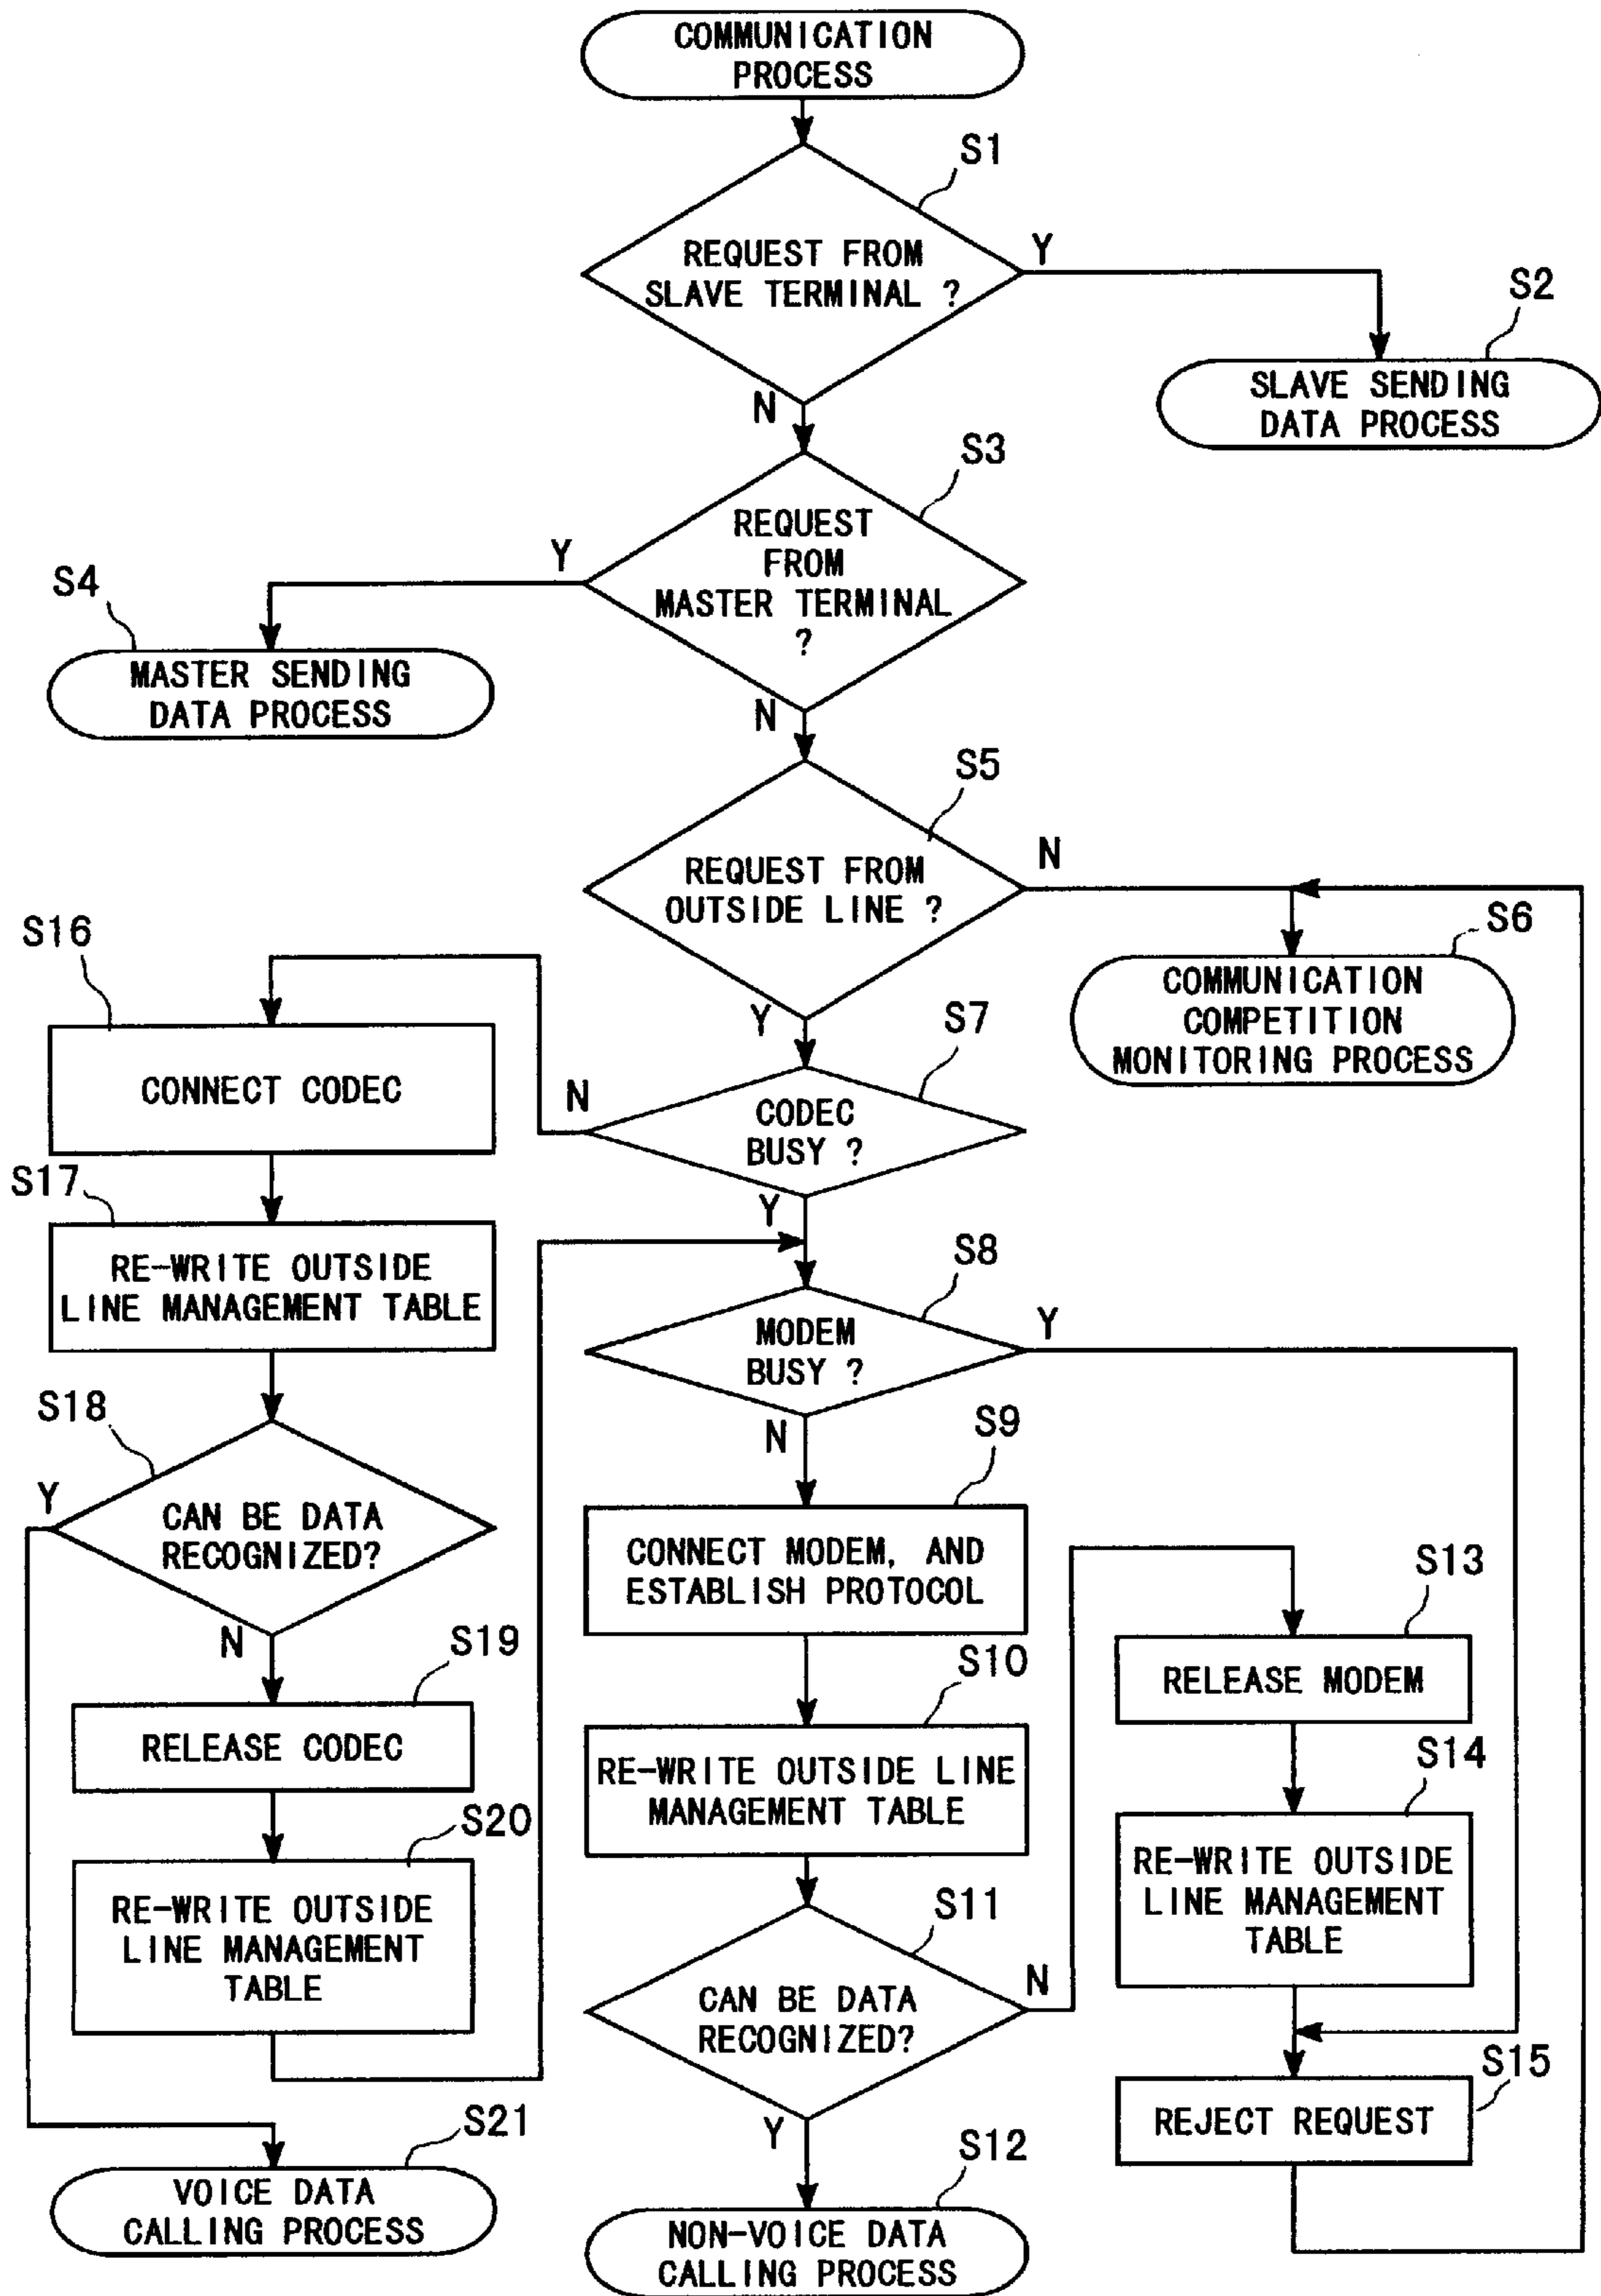 COMMUNICATION
PROCESS
S1
REQUEST FROM
SLAVE TERMINAL ?
Y
N
S2
SLAVE SENDING
DATA PROCESS
S3
REQUEST
FROM
MASTER TERMINAL
?
Y
N
S4
MASTER SENDING
DATA PROCESS
S5
REQUEST FROM
OUTSIDE LINE ?
N
Y
S6
COMMUNICATION
COMPETITION
MONITORING PROCESS
S7
CODEC
BUSY ?
N
Y
S16
CONNECT CODEC
S17
RE-WRITE OUTSIDE
LINE MANAGEMENT TABLE
S8
MODEM
BUSY ?
Y
N
S18
CAN BE DATA
RECOGNIZED?
Y
N
S9
CONNECT MODEM, AND
ESTABLISH PROTOCOL
S13
RELEASE MODEM
S19
RELEASE CODEC
S10
RE-WRITE OUTSIDE LINE
MANAGEMENT TABLE
S14
RE-WRITE OUTSIDE
LINE MANAGEMENT
TABLE
S20
RE-WRITE OUTSIDE
LINE MANAGEMENT
TABLE
S11
CAN BE DATA
RECOGNIZED?
N
Y
S15
REJECT REQUEST
S21
VOICE DATA
CALLING PROCESS
S12
NON-VOICE DATA
CALLING PROCESS